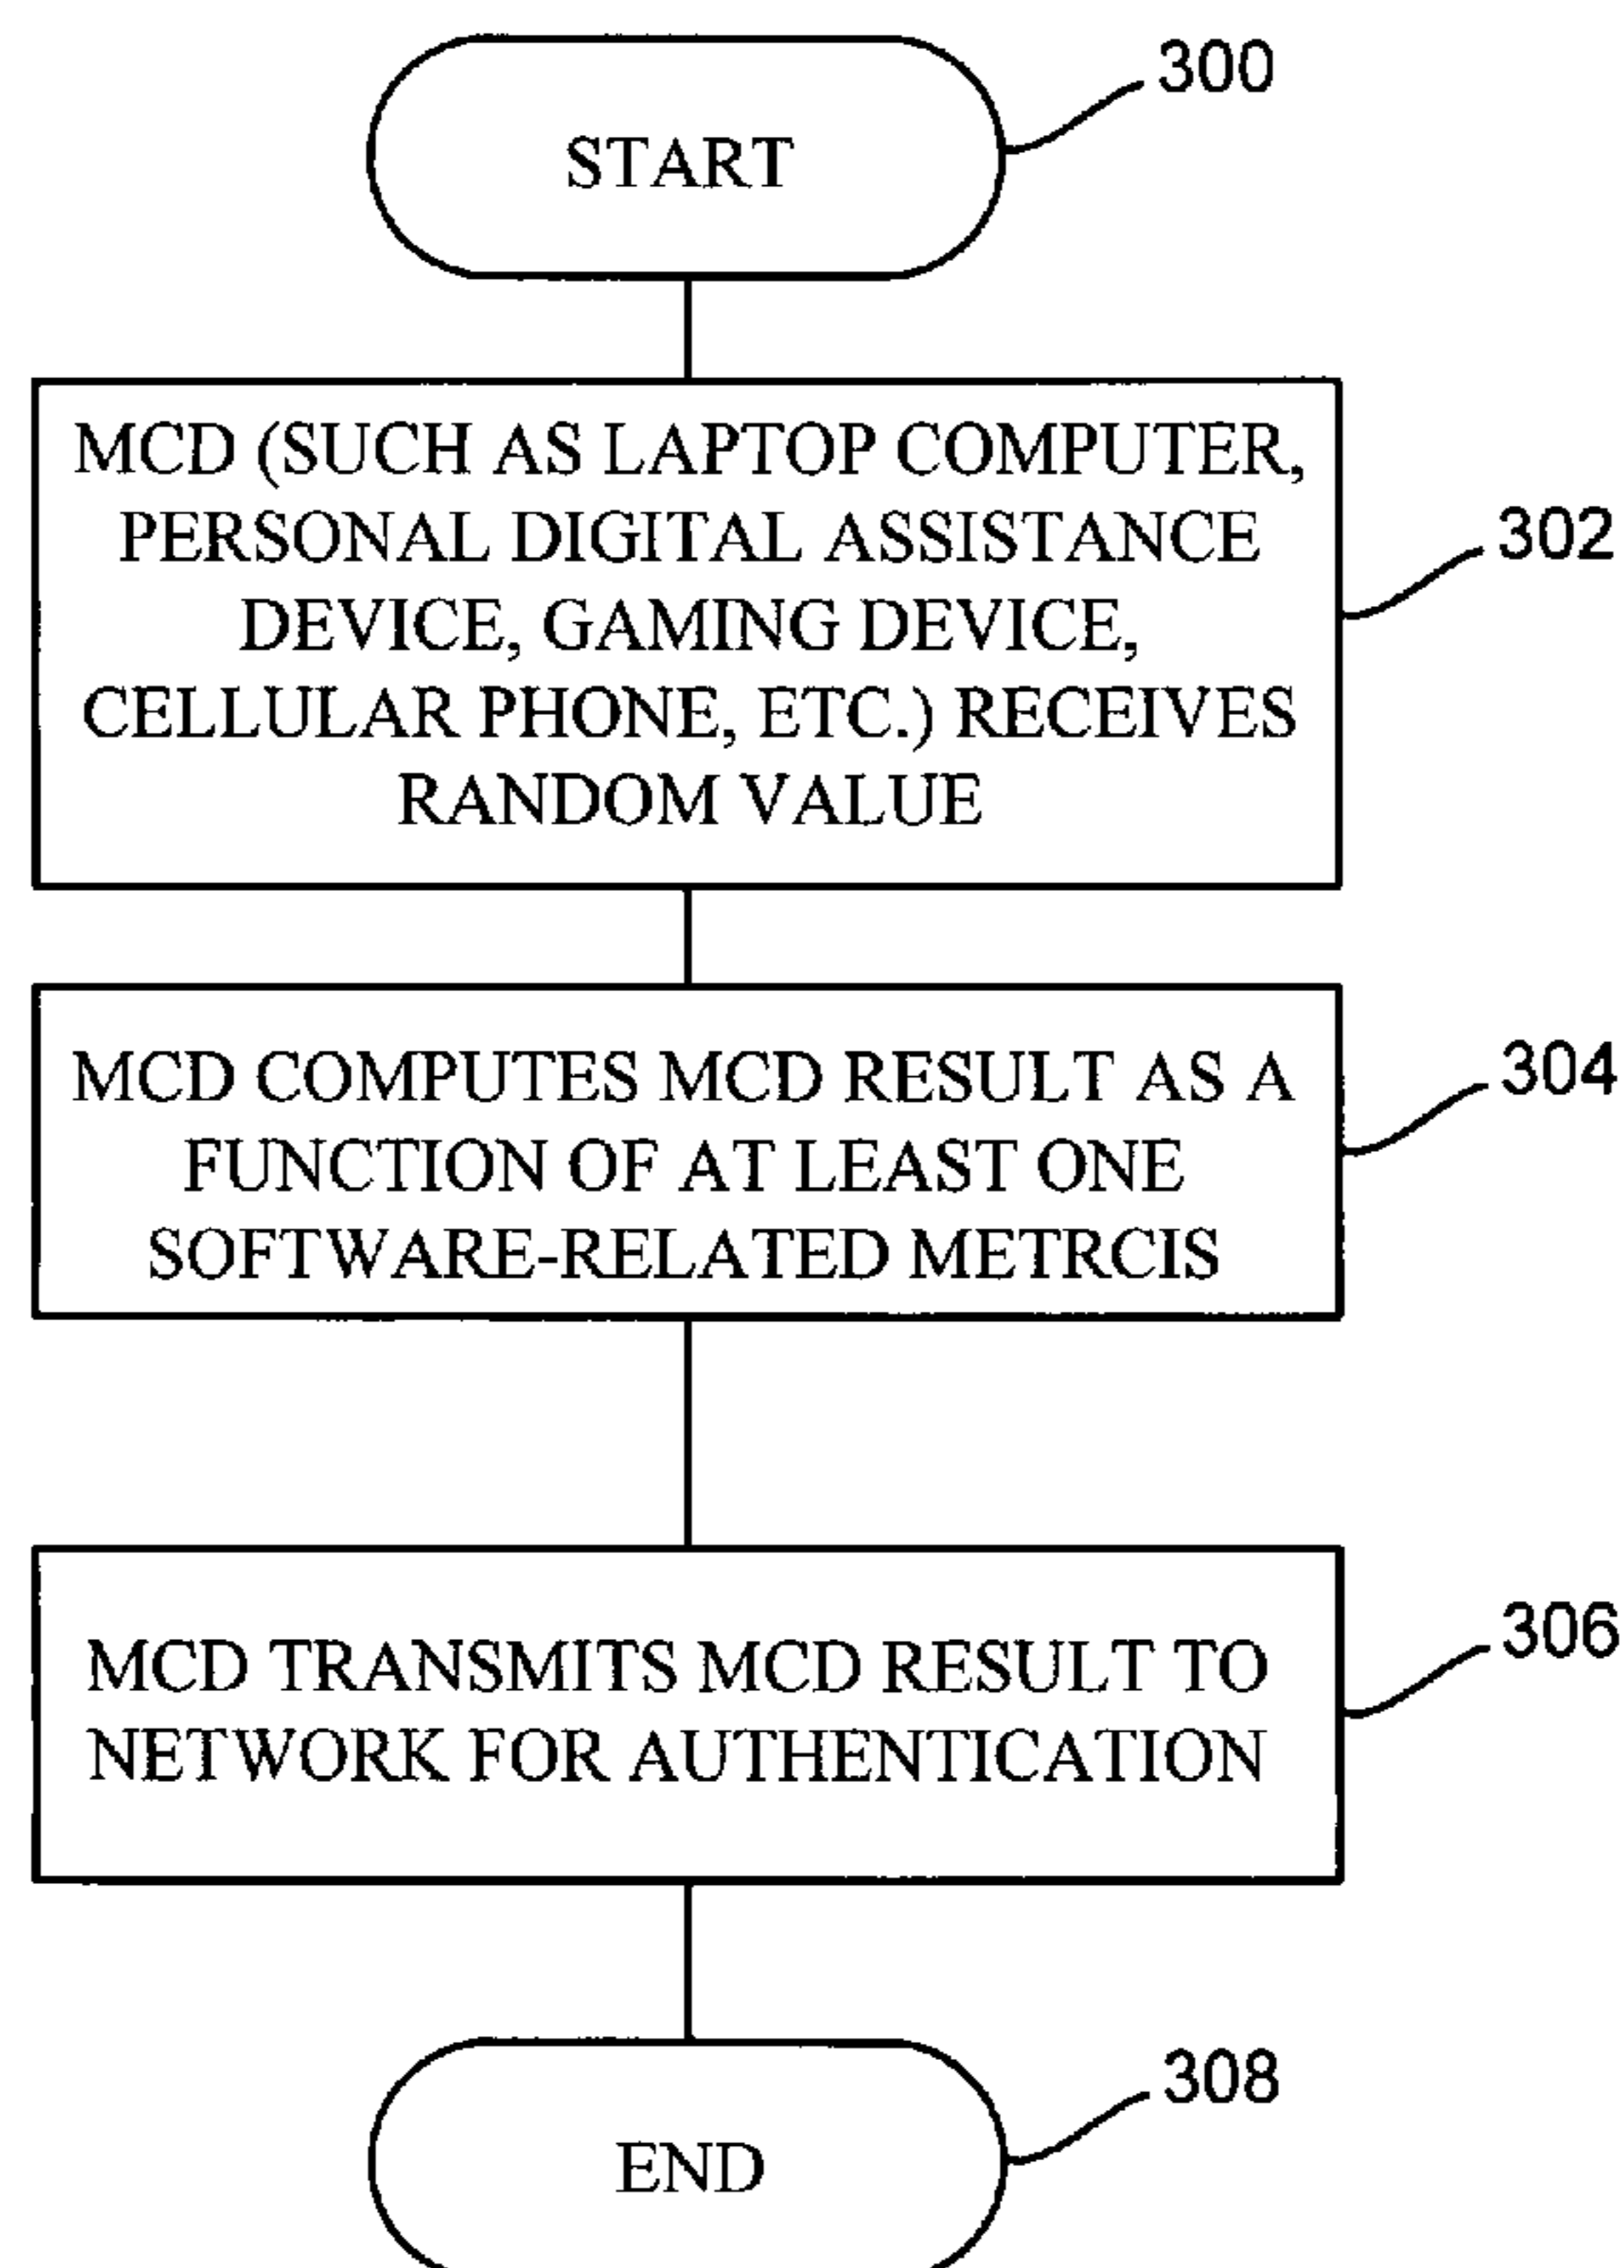 START
300
MCD (SUCH AS LAPTOP COMPUTER,
PERSONAL DIGITAL ASSISTANCE
DEVICE, GAMING DEVICE,
CELLULAR PHONE, ETC.) RECEIVES
RANDOM VALUE
302
MCD COMPUTES MCD RESULT AS A
FUNCTION OF AT LEAST ONE
SOFTWARE-RELATED METRCIS
304
MCD TRANSMITS MCD RESULT TO
NETWORK FOR AUTHENTICATION
306
END
308